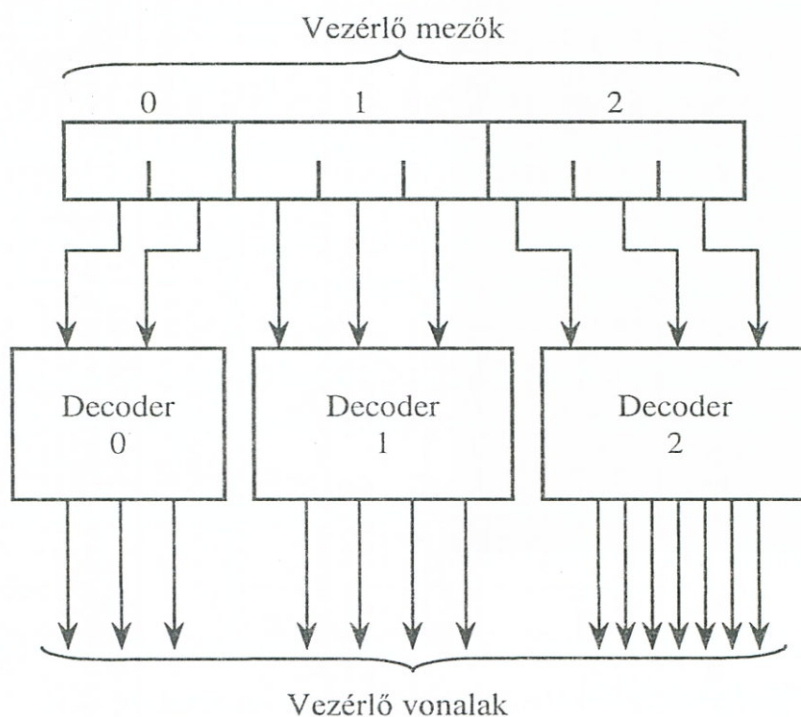 Vezérlő mezők
0 1 2
Decoder
0
Decoder
1
Decoder
2
Vezérlő vonalak